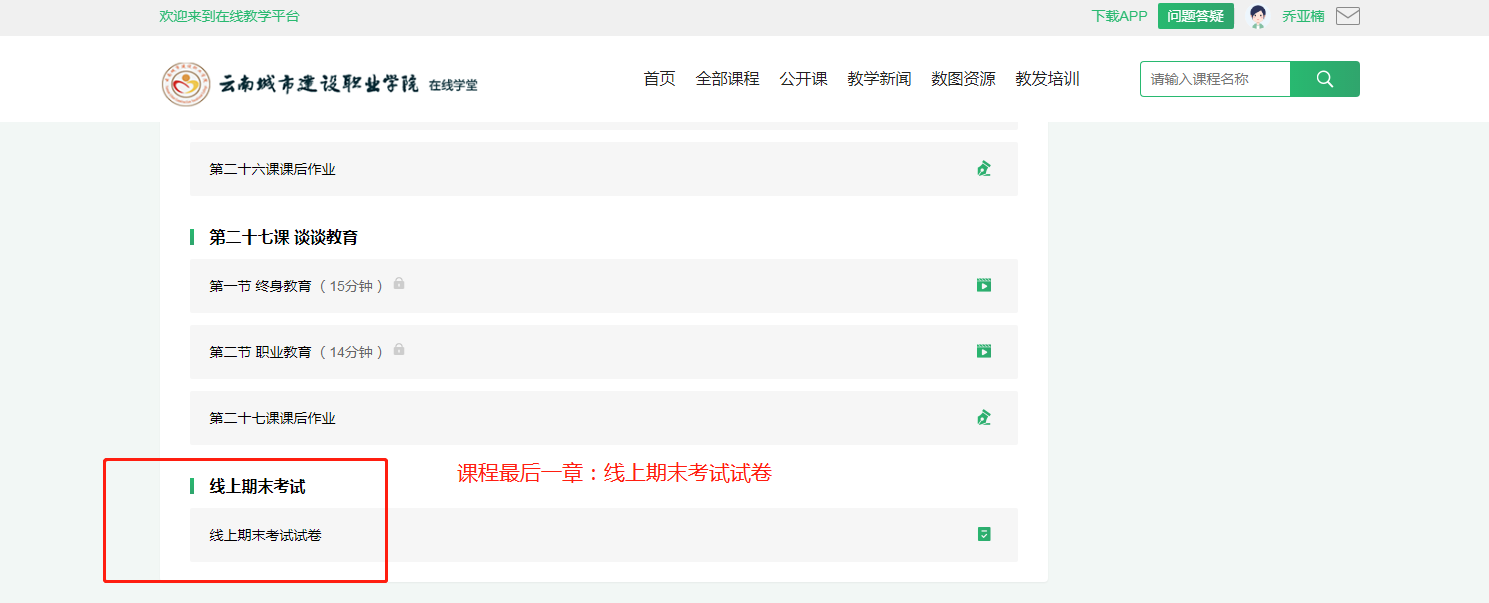 欢迎来到在线教学平台
下载APP 问题答疑 乔亚楠
云南城市建设职业学院 在线学堂
首页 全部课程 公开课 教学新闻 数图资源 教发培训
请输入课程名称
第二十六课课后作业
第二十七课 谈谈教育
第一节 终身教育 ( 15分钟 )
第二节 职业教育 ( 14分钟 )
第二十七课课后作业
线上期末考试
课程最后一章：线上期末考试试卷
线上期末考试试卷